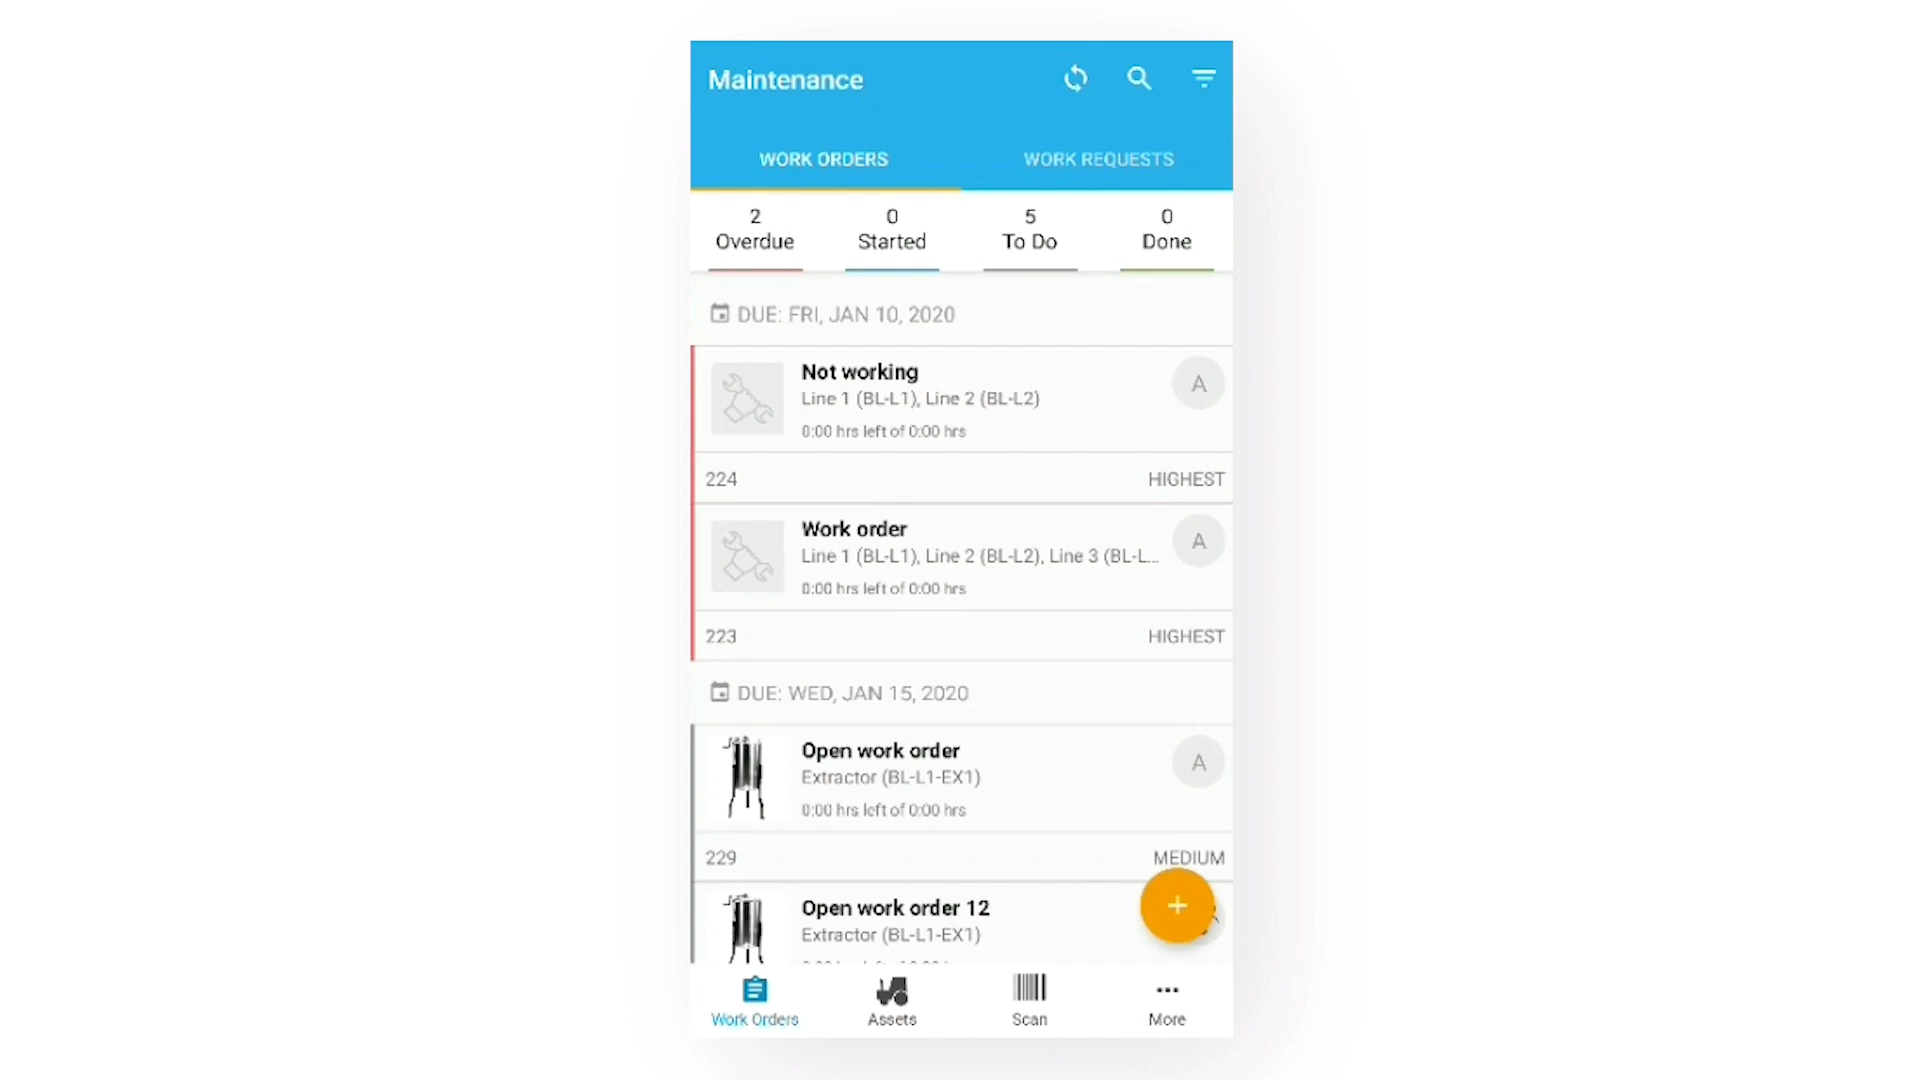 Maintenance
WORK ORDERS
WORK REQUESTS
2
Overdue
0
Started
5
To Do
0
Done
DUE: FRI, JAN 10, 2020
Not working
A
Line 1 (BL-L1), Line 2 (BL-L2)
0:00 hrs left of 0:00 hrs
224
HIGHEST
Work order
A
Line 1 (BL-L1), Line 2 (BL-L2), Line 3 (BL-L...
0:00 hrs left of 0:00 hrs
223
HIGHEST
DUE: WED, JAN 15, 2020
Open work order
A
Extractor (BL-L1-EX1)
0:00 hrs left of 0:00 hrs
229
MEDIUM
Open work order 12
+
Extractor (BL-L1-EX1)
Work Orders
Assets
Scan
More